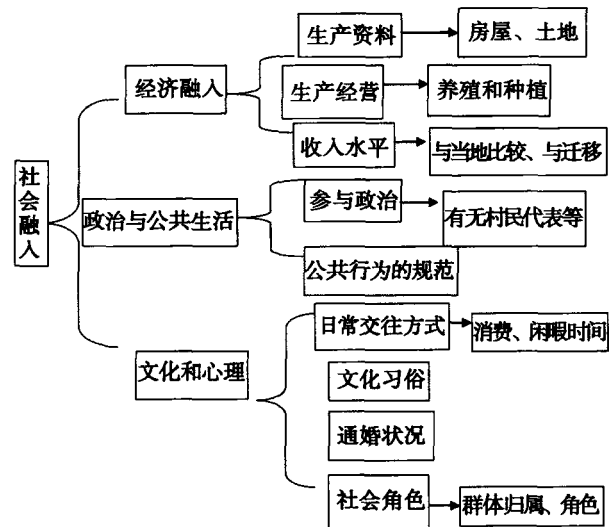 社会融入
经济融入
生产资料
房屋、土地
生产经营
养殖和种植
收入水平
与当地比较、与迁移
政治与公共生活
参与政治
有无村民代表等
公共行为的规范
文化和心理
日常交往方式
消费、闲暇时间
文化习俗
通婚状况
社会角色
群体归属、角色